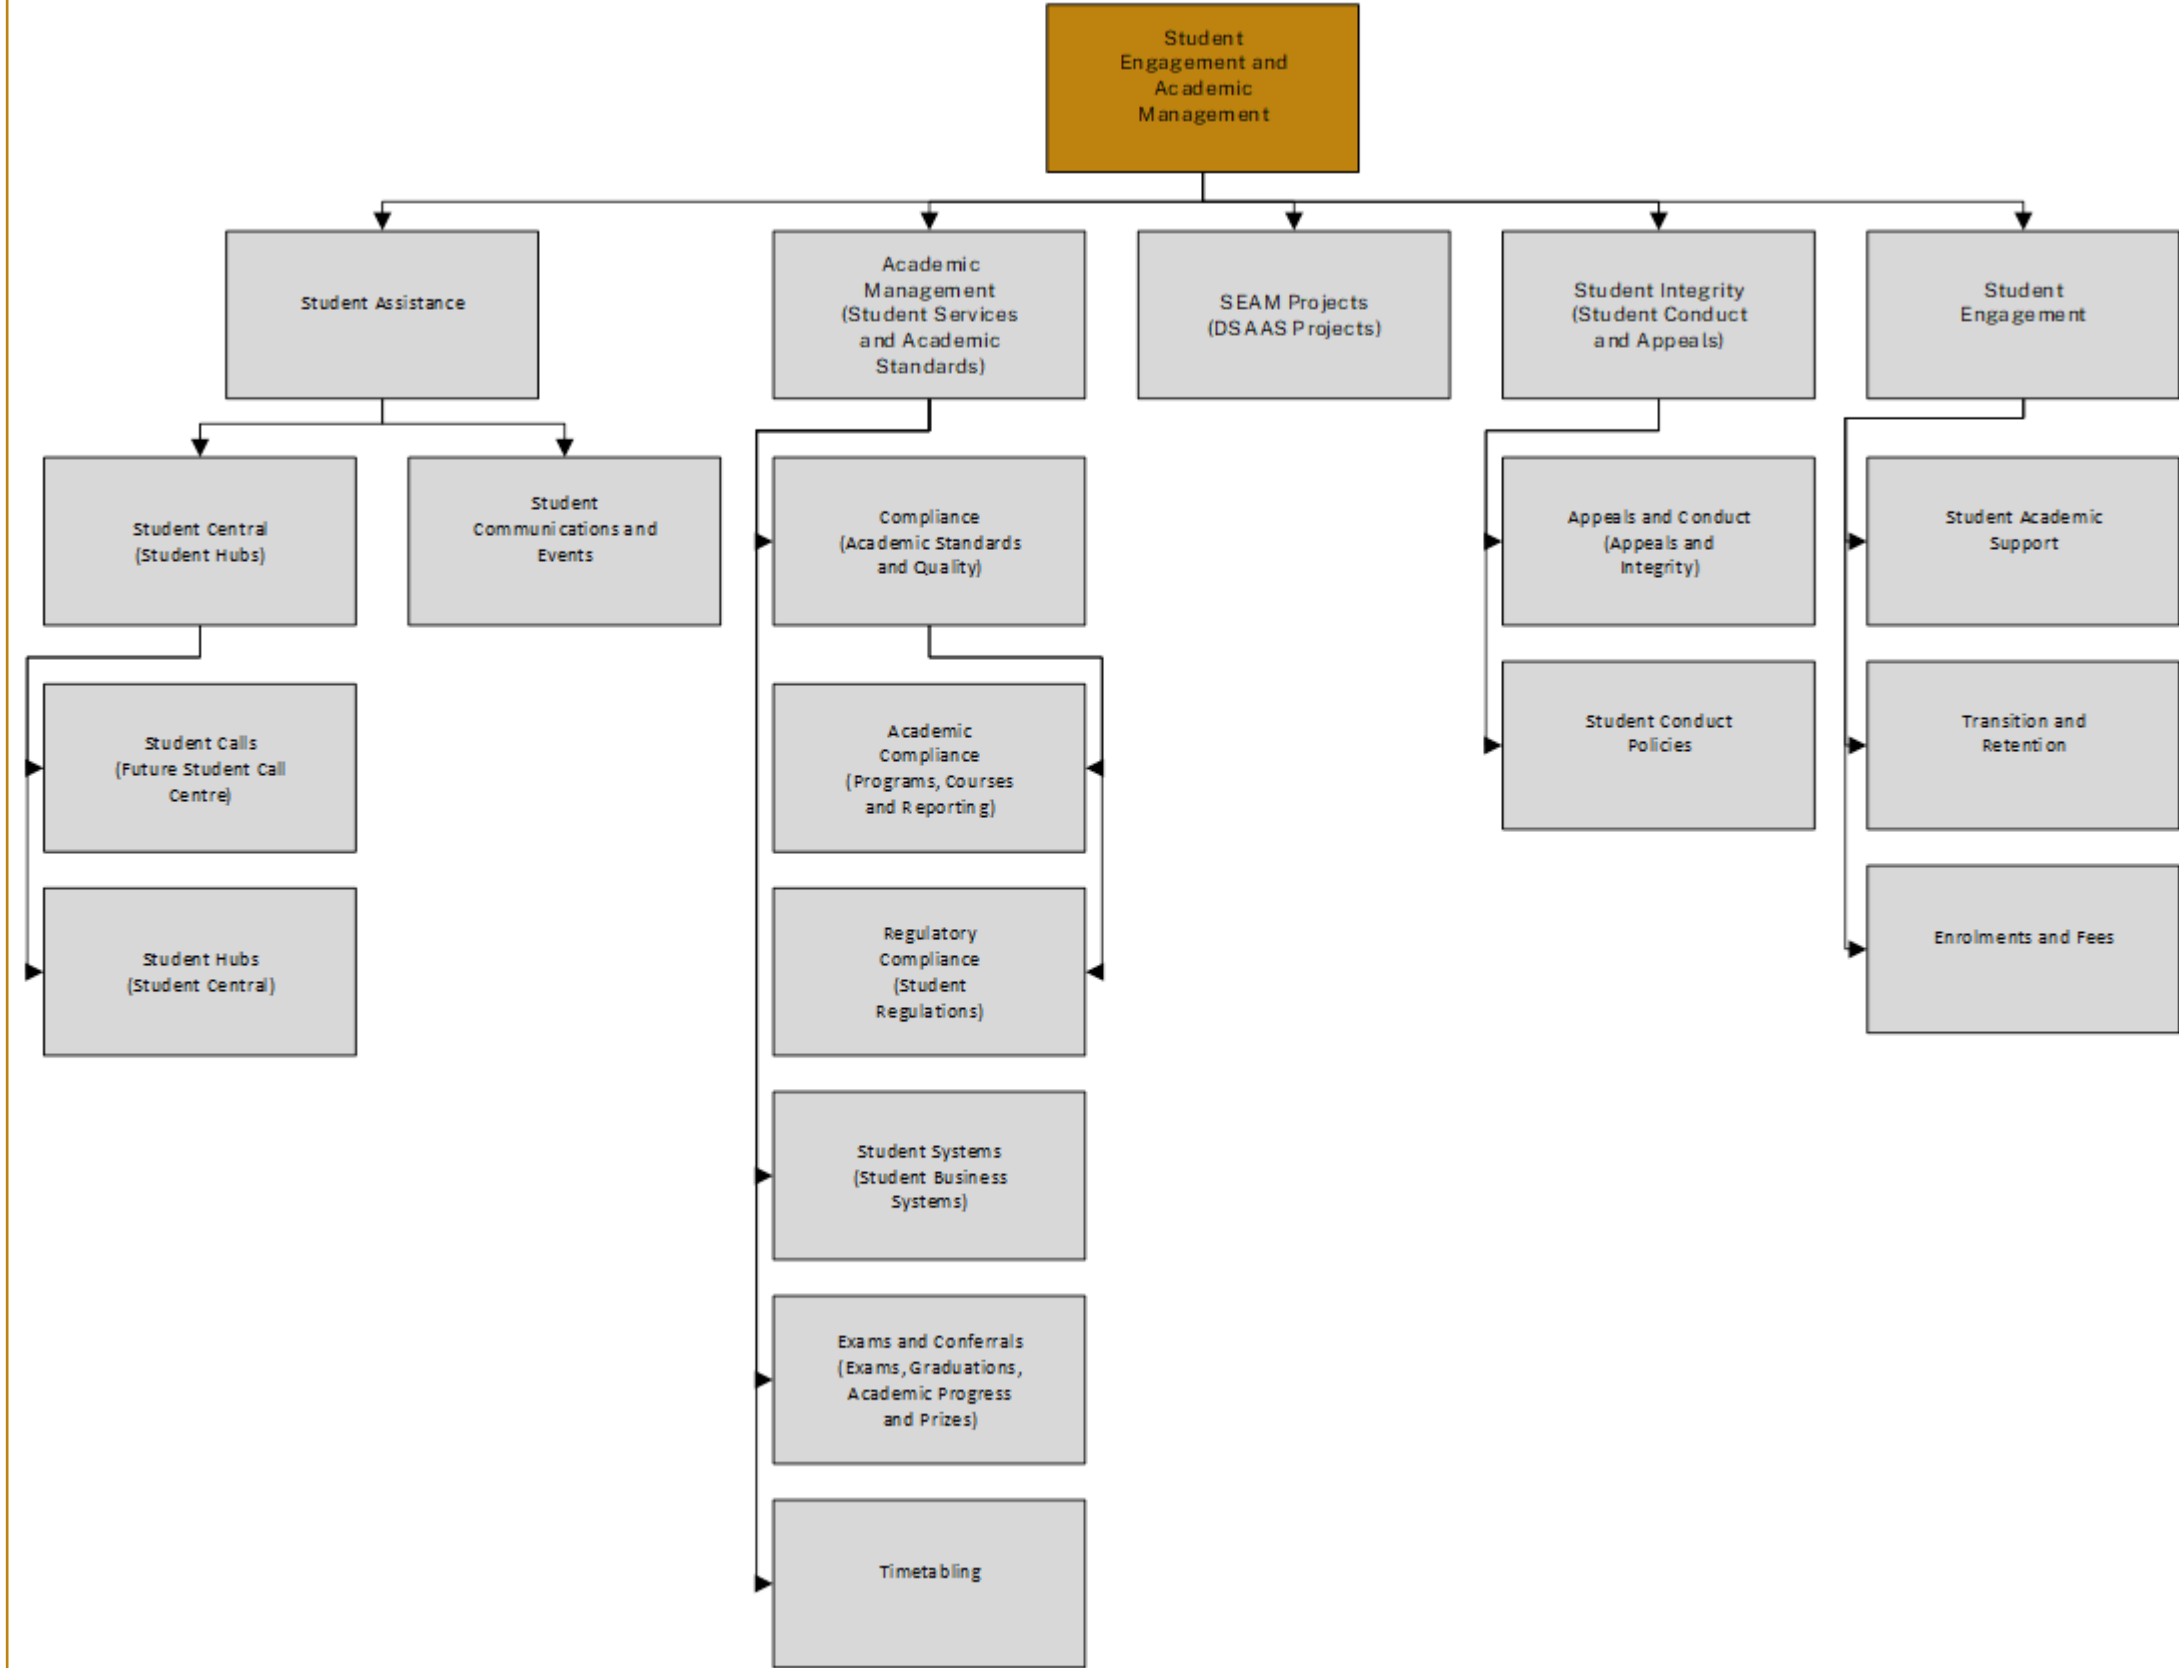 Student
Engagement and
Academic
Management
Student Assistance
Academic
Management
(Student Services
and Academic
Standards)
SEAM Projects
(DSAAS Projects)
Student Integrity
(Student Conduct
and Appeals)
Student
Engagement
Student Central
(Student Hubs)
Student
Communications and
Events
Compliance
(Academic Standards
and Quality)
Appeals and Conduct
(Appeals and
Integrity)
Student Academic
Support
Student Calls
(Future Student Call
Centre)
Academic
Compliance
(Programs, Courses
and Reporting)
Student Conduct
Policies
Transition and
Retention
Student Hubs
(Student Central)
Regulatory
Compliance
(Student
Regulations)
Enrolments and Fees
Student Systems
(Student Business
Systems)
Exams and Conferrals
(Exams, Graduations,
Academic Progress
and Prizes)
Timetabling